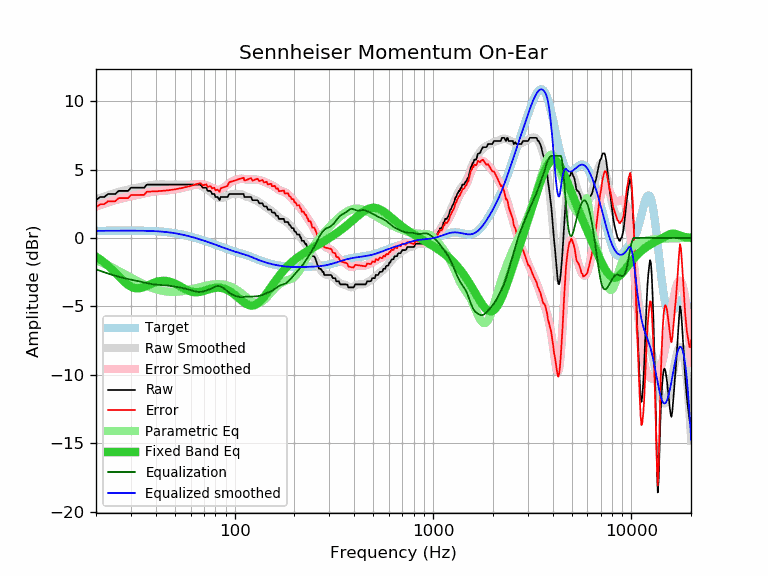 Sennheiser Momentum On-Ear
Amplitude (dBr)
10
5
0
−5
−10
−15
−20
Target
Raw Smoothed
Error Smoothed
Raw
Error
Parametric Eq
Fixed Band Eq
Equalization
Equalized smoothed
100 1000 10000
Frequency (Hz)